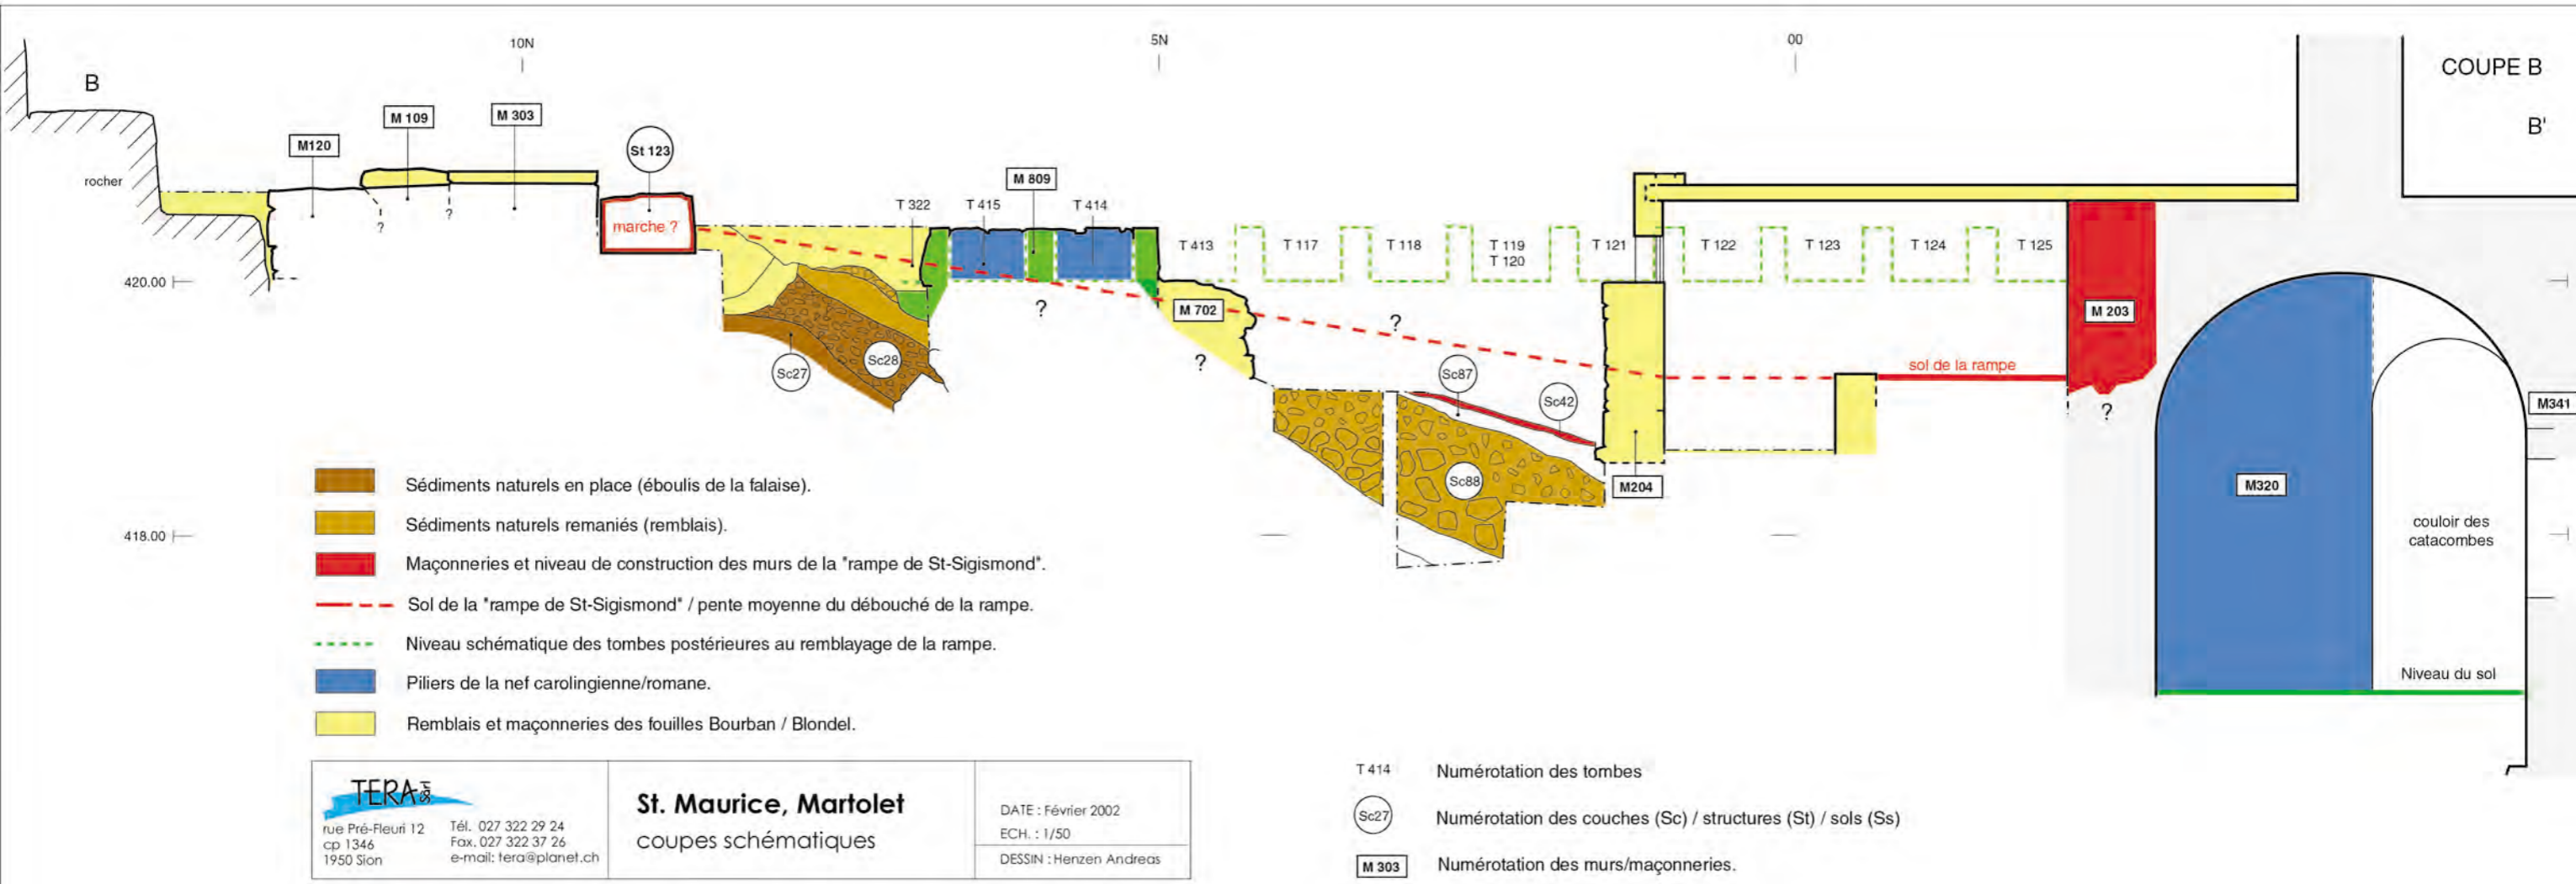 10N
5N
00
COUPE B
B
B'
M 109
M 303
M120
St 123
rocher
M 809
T 322
T 415
T 414
marche ?
T 413
T 117
T 118
T 119
T 120
T 121
T 122
T 123
T 124
T 125
?
?
420.00
?
M 702
?
M 203
?
Sc28
Sc27
Sc87
sol de la rampe
Sc42
?
M341
Sc88
M204
M320
418.00
couloir des
catacombes
Niveau du sol
Sédiments naturels en place (éboulis de la falaise).
Sédiments naturels remaniés (remblais).
Maçonneries et niveau de construction des murs de la "rampe de St-Sigismond".
Sol de la "rampe de St-Sigismond" / pente moyenne du débouché de la rampe.
Niveau schématique des tombes postérieures au remblayage de la rampe.
Piliers de la nef carolingienne/romane.
Remblais et maçonneries des fouilles Bourban / Blondel.
TERA sàrl
rue Pré-Fleuri 12
cp 1346
1950 Sion
Tél. 027 322 29 24
Fax. 027 322 37 26
e-mail: tera@planet.ch
St. Maurice, Martolet
coupes schématiques
DATE : Février 2002
ECH. : 1/50
DESSIN : Henzen Andreas
T 414 Numérotation des tombes
Sc27 Numérotation des couches (Sc) / structures (St) / sols (Ss)
M 303 Numérotation des murs/maçonneries.